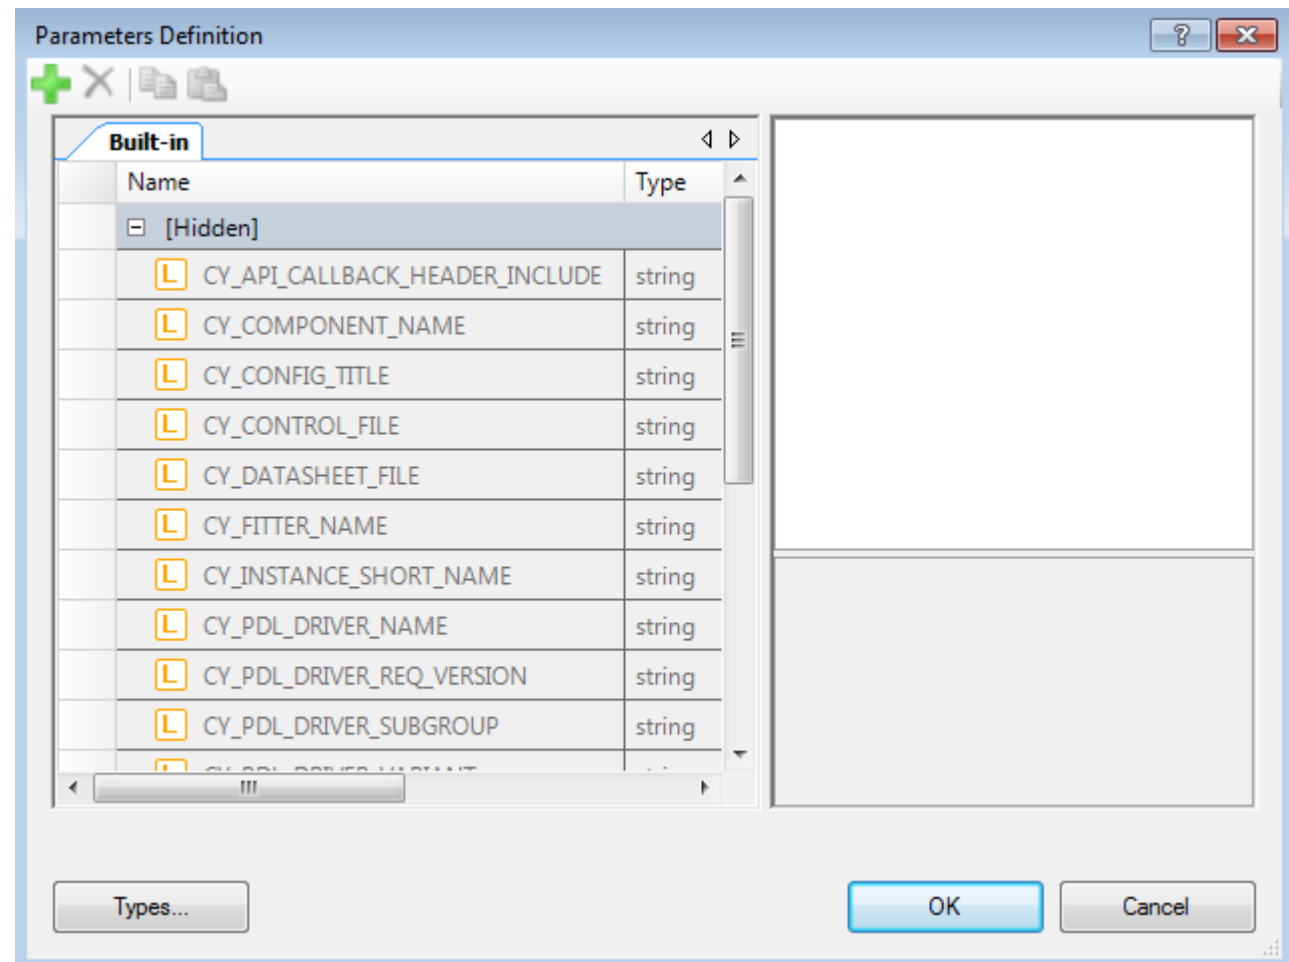 Parameters Definition
Built-in
Name Type
[Hidden]
L CY_API_CALLBACK_HEADER_INCLUDE string
L CY_COMPONENT_NAME string
L CY_CONFIG_TITLE string
L CY_CONTROL_FILE string
L CY_DATASHEET_FILE string
L CY_FITTER_NAME string
L CY_INSTANCE_SHORT_NAME string
L CY_PDL_DRIVER_NAME string
L CY_PDL_DRIVER_REQ_VERSION string
L CY_PDL_DRIVER_SUBGROUP string
Types... OK Cancel